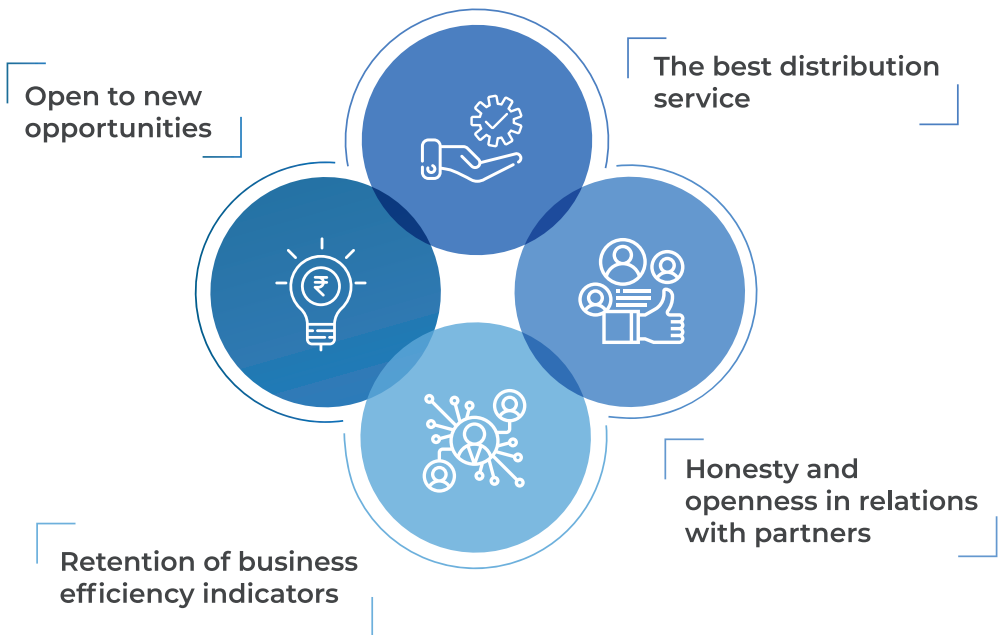 Open to new
opportunities
The best distribution
service
₹
Honesty and
openness in relations
with partners
Retention of business
efficiency indicators